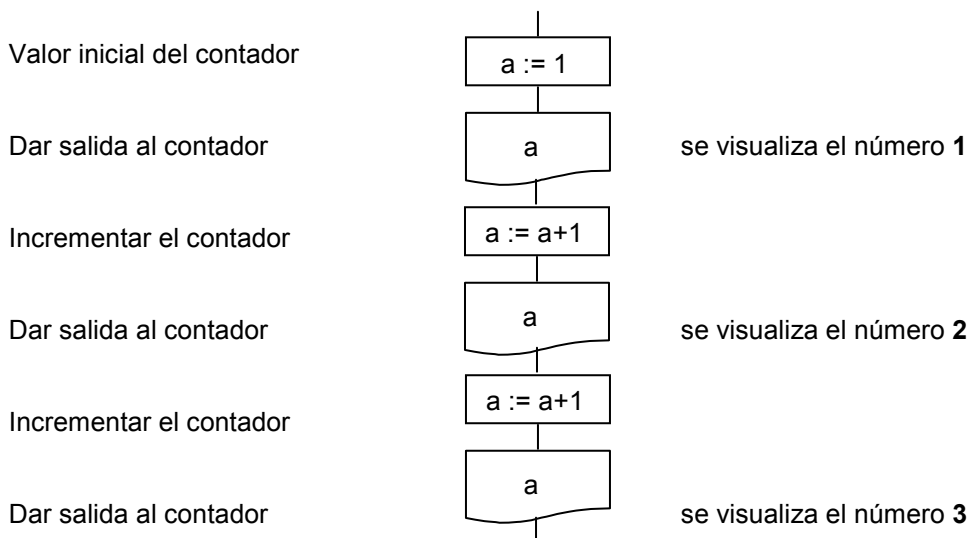 Valor inicial del contador
a := 1
Dar salida al contador
a
se visualiza el número 1
Incrementar el contador
a := a+1
Dar salida al contador
a
se visualiza el número 2
Incrementar el contador
a := a+1
Dar salida al contador
a
se visualiza el número 3